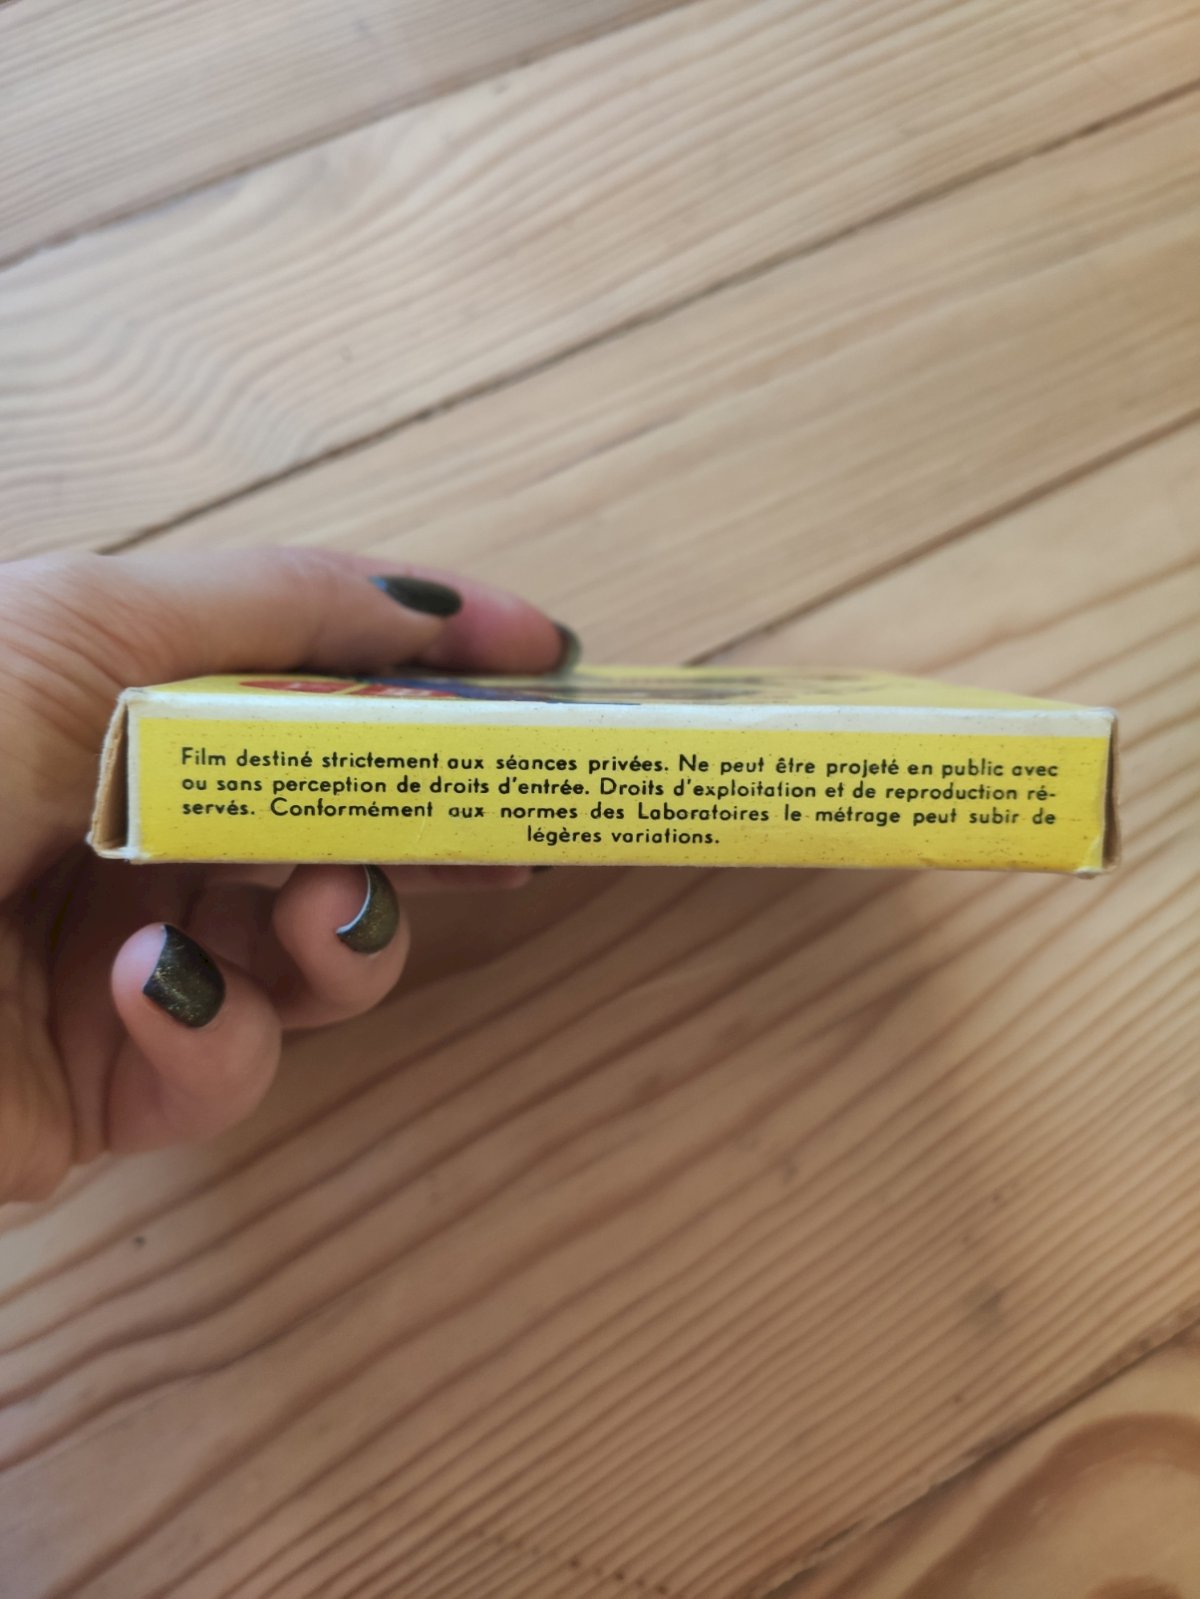 Film destiné strictement aux séances privées. Ne peut être projeté en public avec
ou sans perception de droits d'entrée. Droits d'exploitation et de reproduction ré-
servés. Conformément aux normes des Laboratoires le métrage peut subir de
légères variations.